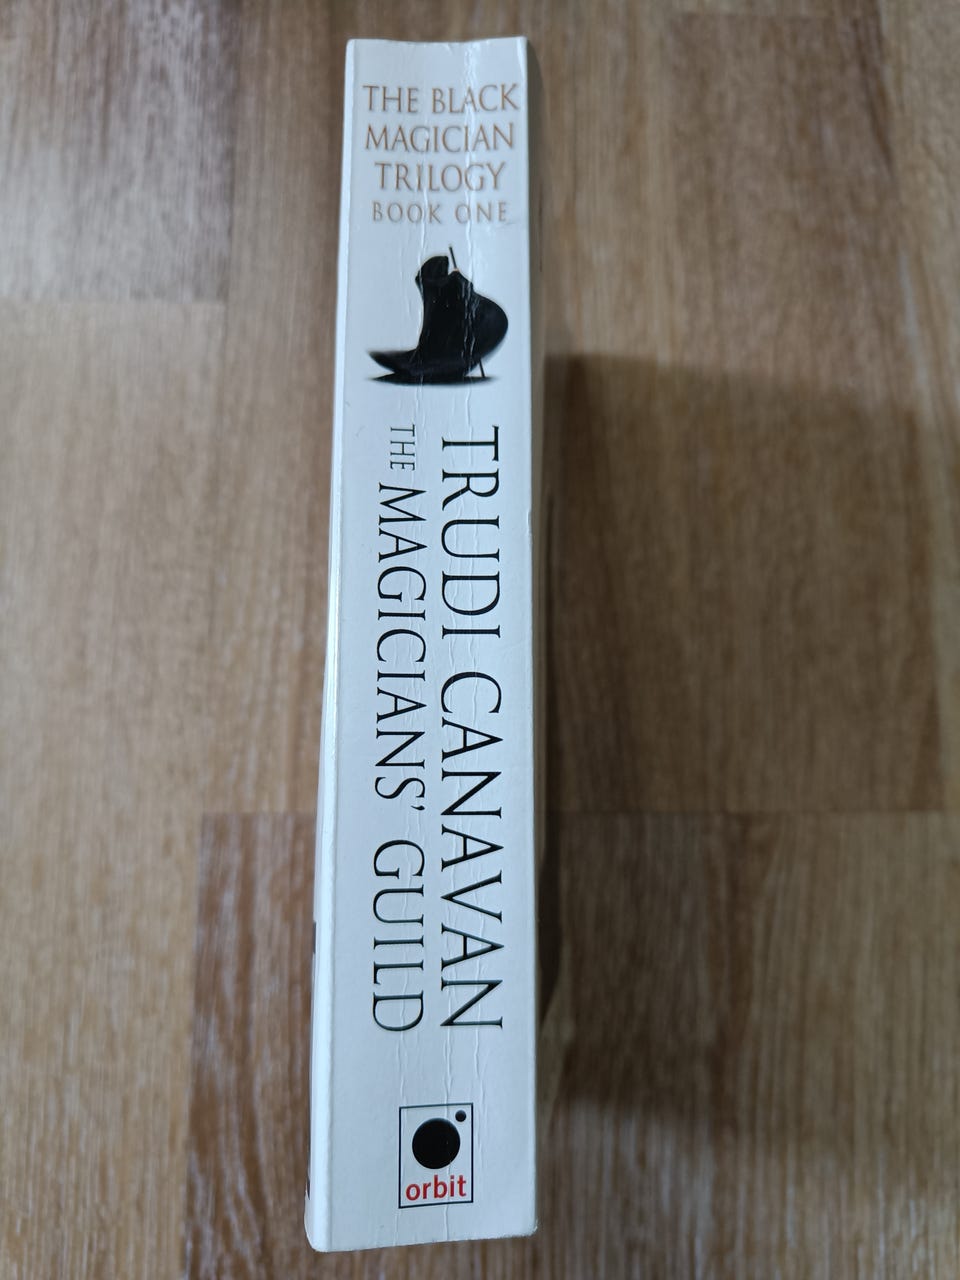 THE BLACK
MAGICIAN
TRILOGY
BOOK ONE
TRUDI CANAVAN
THE MAGICIANS' GUILD
orbit